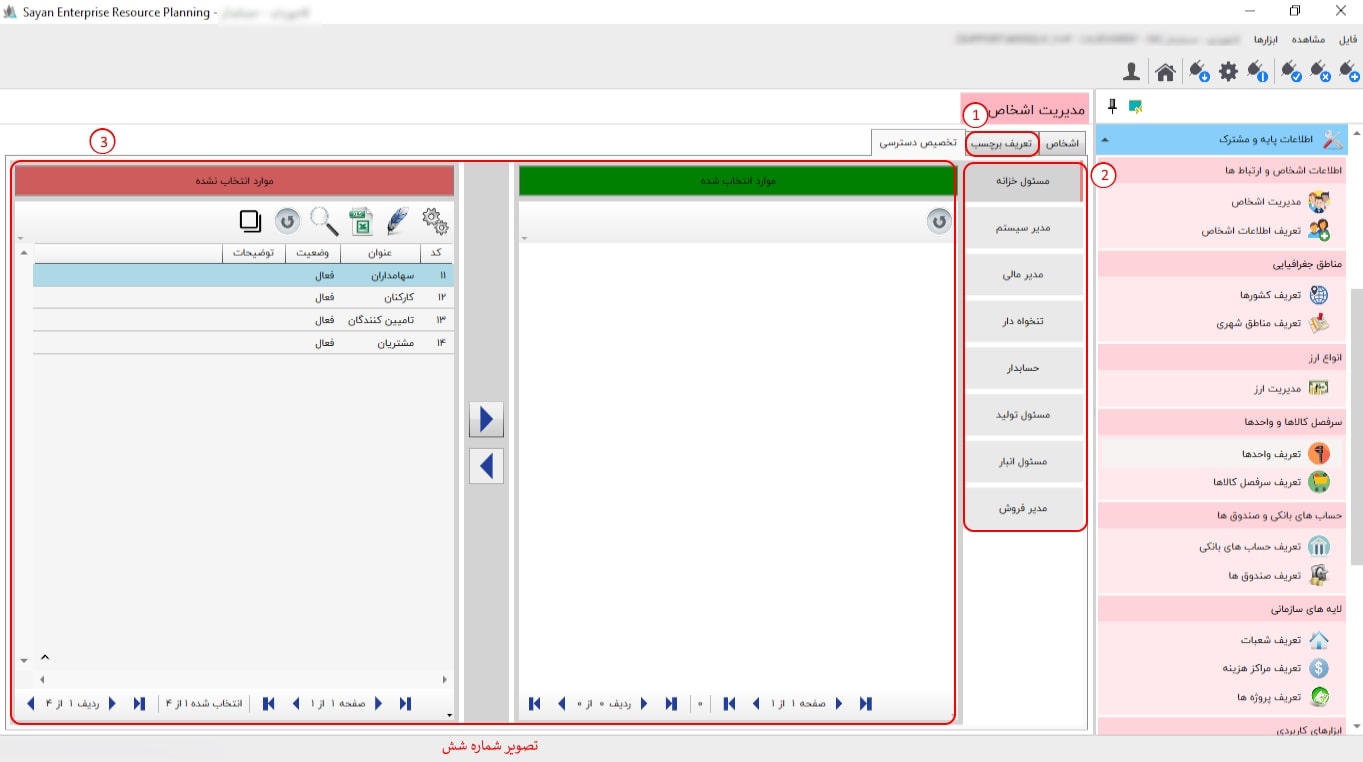 Sayan Enterprise Resource Planning -
فایل مشاهده ابزارها
مدیریت اشخاص
1
اشخاص تعریف برچسب تخصیص دسترسی
اطلاعات پایه و مشترک
اطلاعات اشخاص و ارتباط ها
مدیریت اشخاص
تعریف اطلاعات اشخاص
مناطق جغرافیایی
تعریف کشورها
تعریف مناطق شهری
انواع ارز
مدیریت ارز
سرفصل کالاها و واحدها
تعریف واحدها
تعریف سرفصل کالاها
حساب های بانکی و صندوق ها
تعریف حساب های بانکی
تعریف صندوق ها
لایه های سازمانی
تعریف شعبات
تعریف مراکز هزینه
تعریف پروژه ها
ابزارهای کاربردی
2
مسئول خزانه
مدیر سیستم
مدیر مالی
تنخواه دار
حسابدار
مسئول تولید
مسئول انبار
مدیر فروش
3
موارد انتخاب شده
ردیف ۰ از ۰ ۰ صفحه ۱ از ۱
موارد انتخاب نشده
کد عنوان وضعیت توضیحات
۱۱ سهامداران فعال
۱۲ کارکنان فعال
۱۳ تامیین کنندگان فعال
۱۴ مشتریان فعال
ردیف ۱ از ۴ انتخاب شده ۱ از ۴ صفحه ۱ از ۱
تصویر شماره شش